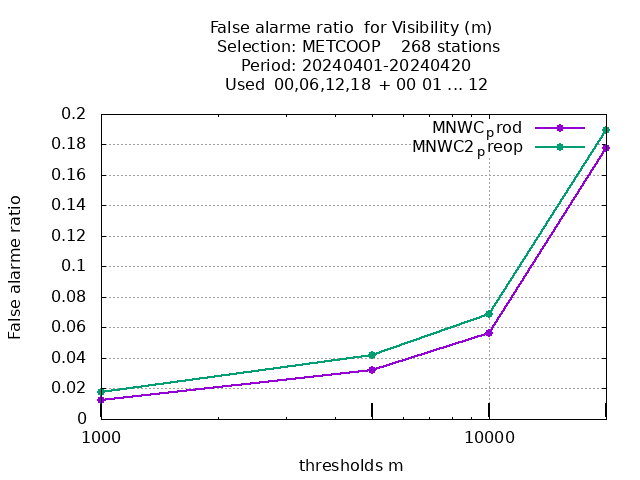 False alarme ratio  for Visibility (m)
Selection: METCOOP    268 stations
Period: 20240401-20240420
Used  00,06,12,18  + 00 01 ... 12
MNWCprod
MNWC2preop
0.2
0.18
0.16
0.14
0.12
0.1
0.08
0.06
0.04
0.02
0
False alarme ratio
1000
10000
thresholds m